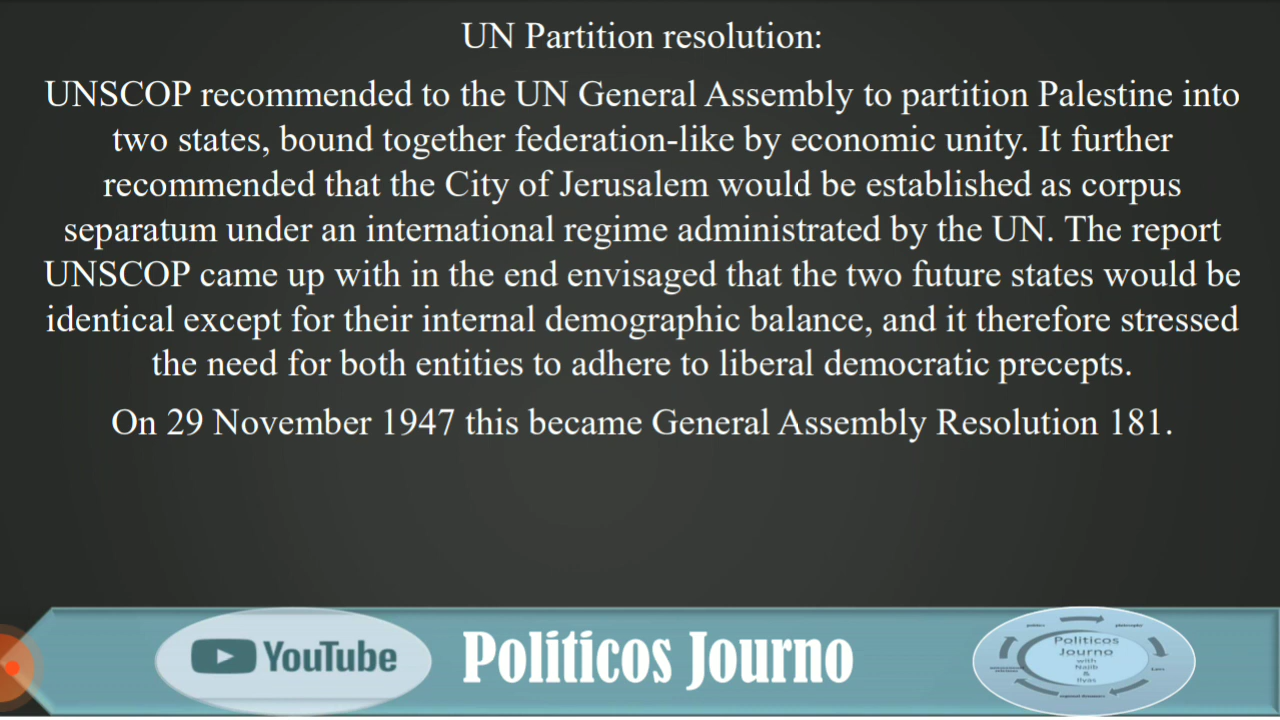 UN Partition resolution:
UNSCOP recommended to the UN General Assembly to partition Palestine into
two states, bound together federation-like by economic unity. It further
recommended that the City of Jerusalem would be established as corpus
separatum under an international regime administrated by the UN. The report
UNSCOP came up with in the end envisaged that the two future states would be
identical except for their internal demographic balance, and it therefore stressed
the need for both entities to adhere to liberal democratic precepts.
On 29 November 1947 this became General Assembly Resolution 181.
YouTube
Politicos Journo
politics
philosophy
Politicos
Journo
with
Najib
&
Ilyas